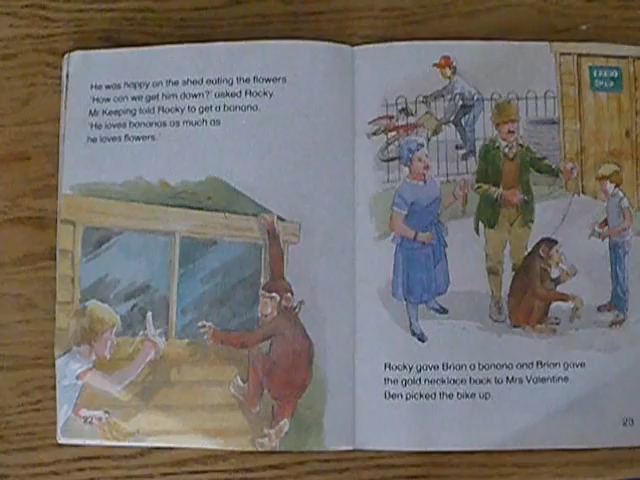 He was happy on the shed eating the flowers.
'How can we get him down?' asked Rocky.
Mr Keeping told Rocky to get a banana.
'He loves bananas as much as
he loves flowers.'
22
Rocky gave Brian a banana and Brian gave
the gold necklace back to Mrs Valentine.
Ben picked the bike up.
23